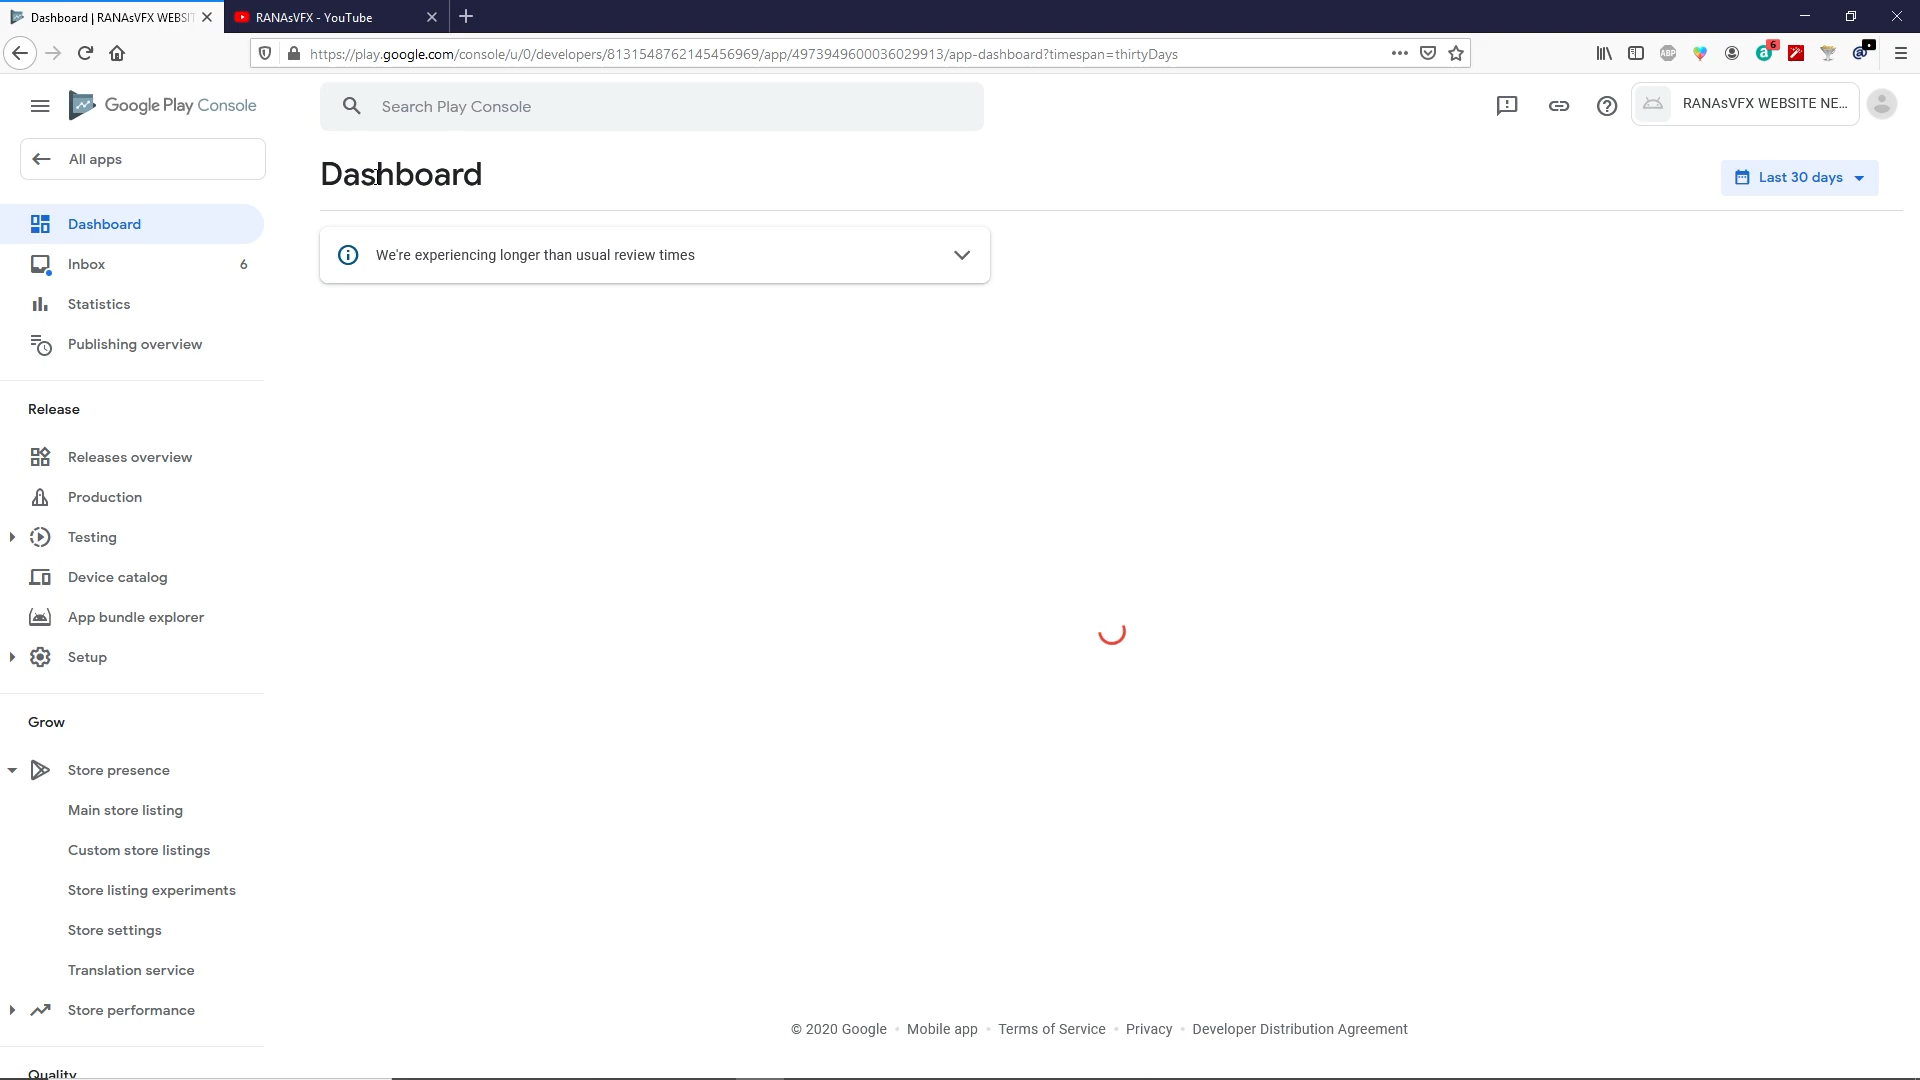 Dashboard | RANAsVFX WEBSIT
RANAsVFX - YouTube
https://play.google.com/console/u/0/developers/8131548762145456969/app/4973949600036029913/app-dashboard?timespan=thirtyDays
ABP
6
Google Play Console
Search Play Console
RANAsVFX WEBSITE NE...
All apps
Dashboard
Last 30 days
Dashboard
We're experiencing longer than usual review times
Inbox
6
Statistics
Publishing overview
Release
Releases overview
Production
Testing
Device catalog
App bundle explorer
Setup
Grow
Store presence
Main store listing
Custom store listings
Store listing experiments
Store settings
Translation service
Store performance
© 2020 Google • Mobile app • Terms of Service • Privacy • Developer Distribution Agreement
Quality